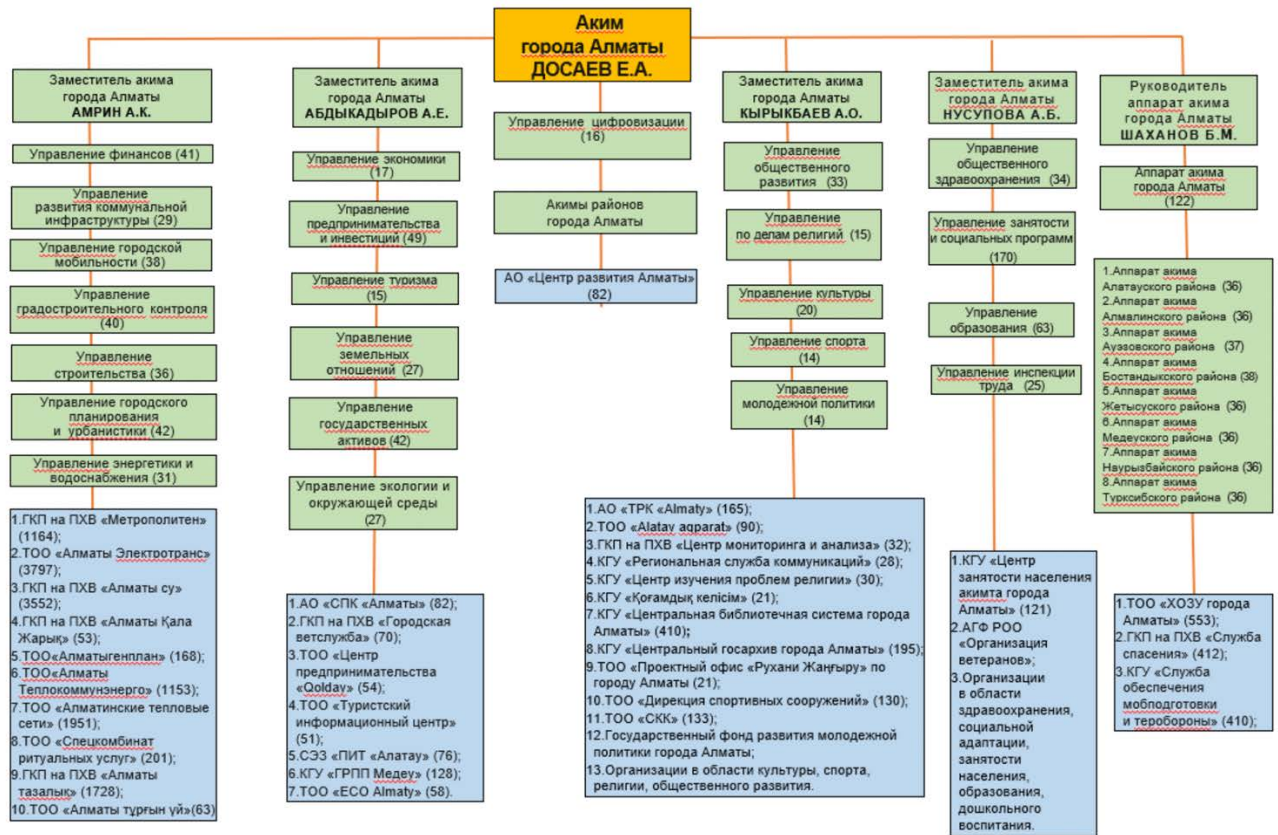 Аким
города Алматы
ДОСАЕВ Е.А.
Заместитель акима
города Алматы
АМРИН А.К.
Управление финансов (41)
Управление
развития коммунальной
инфраструктуры (29)
Управление городской
мобильности (38)
Управление
градостроительного контроля
(40)
Управление
строительства (36)
Управление городского
планирования
и урбанистики (42)
Управление энергетики и
водоснабжения (31)
1.ГКП на ПХВ «Метрополитен»
(1164)
2.ТОО «Алматы Электротранс»
(3797)
3.ГКП на ПХВ «Алматы су»
(3552);
4.ГКП на ПХВ «Алматы Қала
Жарық» (53);
5.ТОО«Алматыгенплан» (168);
6.ТОО«Алматы
Теплокоммунэнерго» (1153);
7.ТОО «Алматинские тепловые
сети» (1951);
8.ТОО «Спецкомбинат
ритуальных услуг» (201);
9.ГКП на ПХВ «Алматы
тазалық» (1728);
10.ТОО «Алматы тұрғын үй»(63)
Заместитель акима
города Алматы
АБДЫКАДЫРОВ А.Е.
Управление экономики
(17)
Управление
предпринимательства
и инвестиций (49)
Управление туризма
(15)
Управление
земельных
отношений (27)
Управление
государственных
активов (42)
Управление экологии и
окружающей среды
(27)
1.АО «СПК «Алматы» (82);
2.ГКП на ПХВ «Городская
ветслужба» (70);
3.ТОО «Центр
предпринимательства
«Qolday» (54);
4.ТОО «Туристский
информационный центр»
(51);
5.СЭЗ «ПИТ «Алатау» (76);
6.КГУ «ГРПП Медеу» (128);
7.ТОО «ECO Almaty» (58).
Управление цифровизации
(16)
Акимы районов
города Алматы
АО «Центр развития Алматы»
(82)
Заместитель акима
города Алматы
КЫРЫКБАЕВ А.О.
Управление
общественного
развития (33)
Управление
по делам религий (15)
Управление культуры
(20)
Управление спорта
(14)
Управление
молодежной политики
(14)
1.АО «ТРК «Almaty» (165);
2.ТОО «Alatay aqparat» (90);
3.ГКП на ПХВ «Центр мониторинга и анализа» (32)
4.КГУ «Региональная служба коммуникаций» (28)
5.КГУ «Центр изучения проблем религии» (30)
6.КГУ «Қоғамдық келісім» (21);
7.КГУ «Центральная библиотечная система города
Алматы» (410);
8.КГУ «Центральный госархив города Алматы» (195)
9.ТОО «Проектный офис «Рухани Жаңғыру» по
городу Алматы (21);
10.ТОО «Дирекция спортивных сооружений» (130)
11.ТОО «СКК» (133);
12.Государственный фонд развития молодежной
политики города Алматы;
13.Организации в области культуры, спорта,
религии, общественного развития.
Заместитель акима
города Алматы
НУСУПОВА А.Б.
Управление
общественного
здравоохранения (34)
Управление занятости
и социальных программ
(170)
Управление
образования (63)
Управление инспекции
труда (25)
1.КГУ «Центр
занятости населения
акимта города
Алматы» (121)
2.АГФ РОО
«Организация
ветеранов»;
3.Организации
в области
здравоохранения,
социальной
адаптации,
занятости
населения,
образования,
дошкольного
воспитания.
Руководитель
аппарат акима
города Алматы
ШАХАНОВ Б.М.
Аппарат акима
города Алматы
(122)
1.Аппарат акима
Алатауского района (36)
2.Аппарат акима
Алмалинского района (36)
3.Аппарат акима
Ауэзовского района (37)
4.Аппарат акима
Бостандыкского района (38)
5.Аппарат акима
Жетысуского района (36)
6.Аппарат акима
Медеуского района (36)
7.Аппарат акима
Наурызбайского района (36)
8.Аппарат акима
Турксибского района (36)
1.ТОО «ХОЗУ города
Алматы» (553);
2.ГКП на ПХВ «Служба
спасения» (412);
3.КГУ «Служба
обеспечения
мобподготовки
и теробороны» (410);